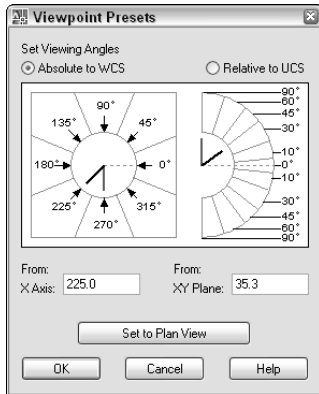 Viewpoint Presets
Set Viewing Angles
Absolute to WCS
Relative to UCS
90°
135°
45°
180°
0°
225°
315°
270°
90°
60°
45°
30°
10°
0°
10°
30°
45°
60°
90°
From:
X Axis: 225.0
From:
XY Plane: 35.3
Set to Plan View
OK
Cancel
Help